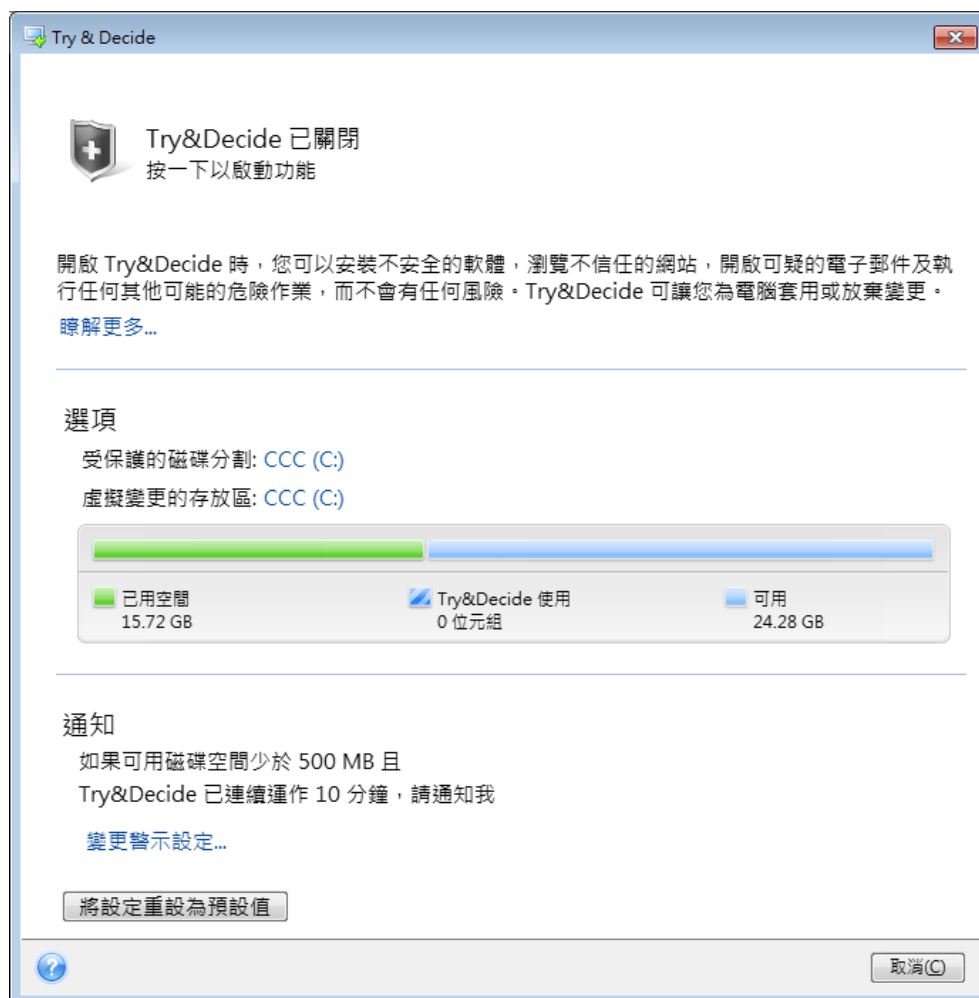 Try & Decide
Try&Decide 已關閉
按一下以啟動功能
開啟 Try&Decide 時，您可以安裝不安全的軟體，瀏覽不信任的網站，開啟可疑的電子郵件及執
行任何其他可能的危險作業，而不會有任何風險。Try&Decide 可讓您為電腦套用或放棄變更。
瞭解更多...
選項
受保護的磁碟分割: CCC (C:)
虛擬變更的存放區: CCC (C:)
已用空間
15.72 GB
Try&Decide 使用
0 位元組
可用
24.28 GB
通知
如果可用磁碟空間少於 500 MB 且
Try&Decide 已連續運作 10 分鐘，請通知我
變更警示設定...
將設定重設為預設值
取消(C)